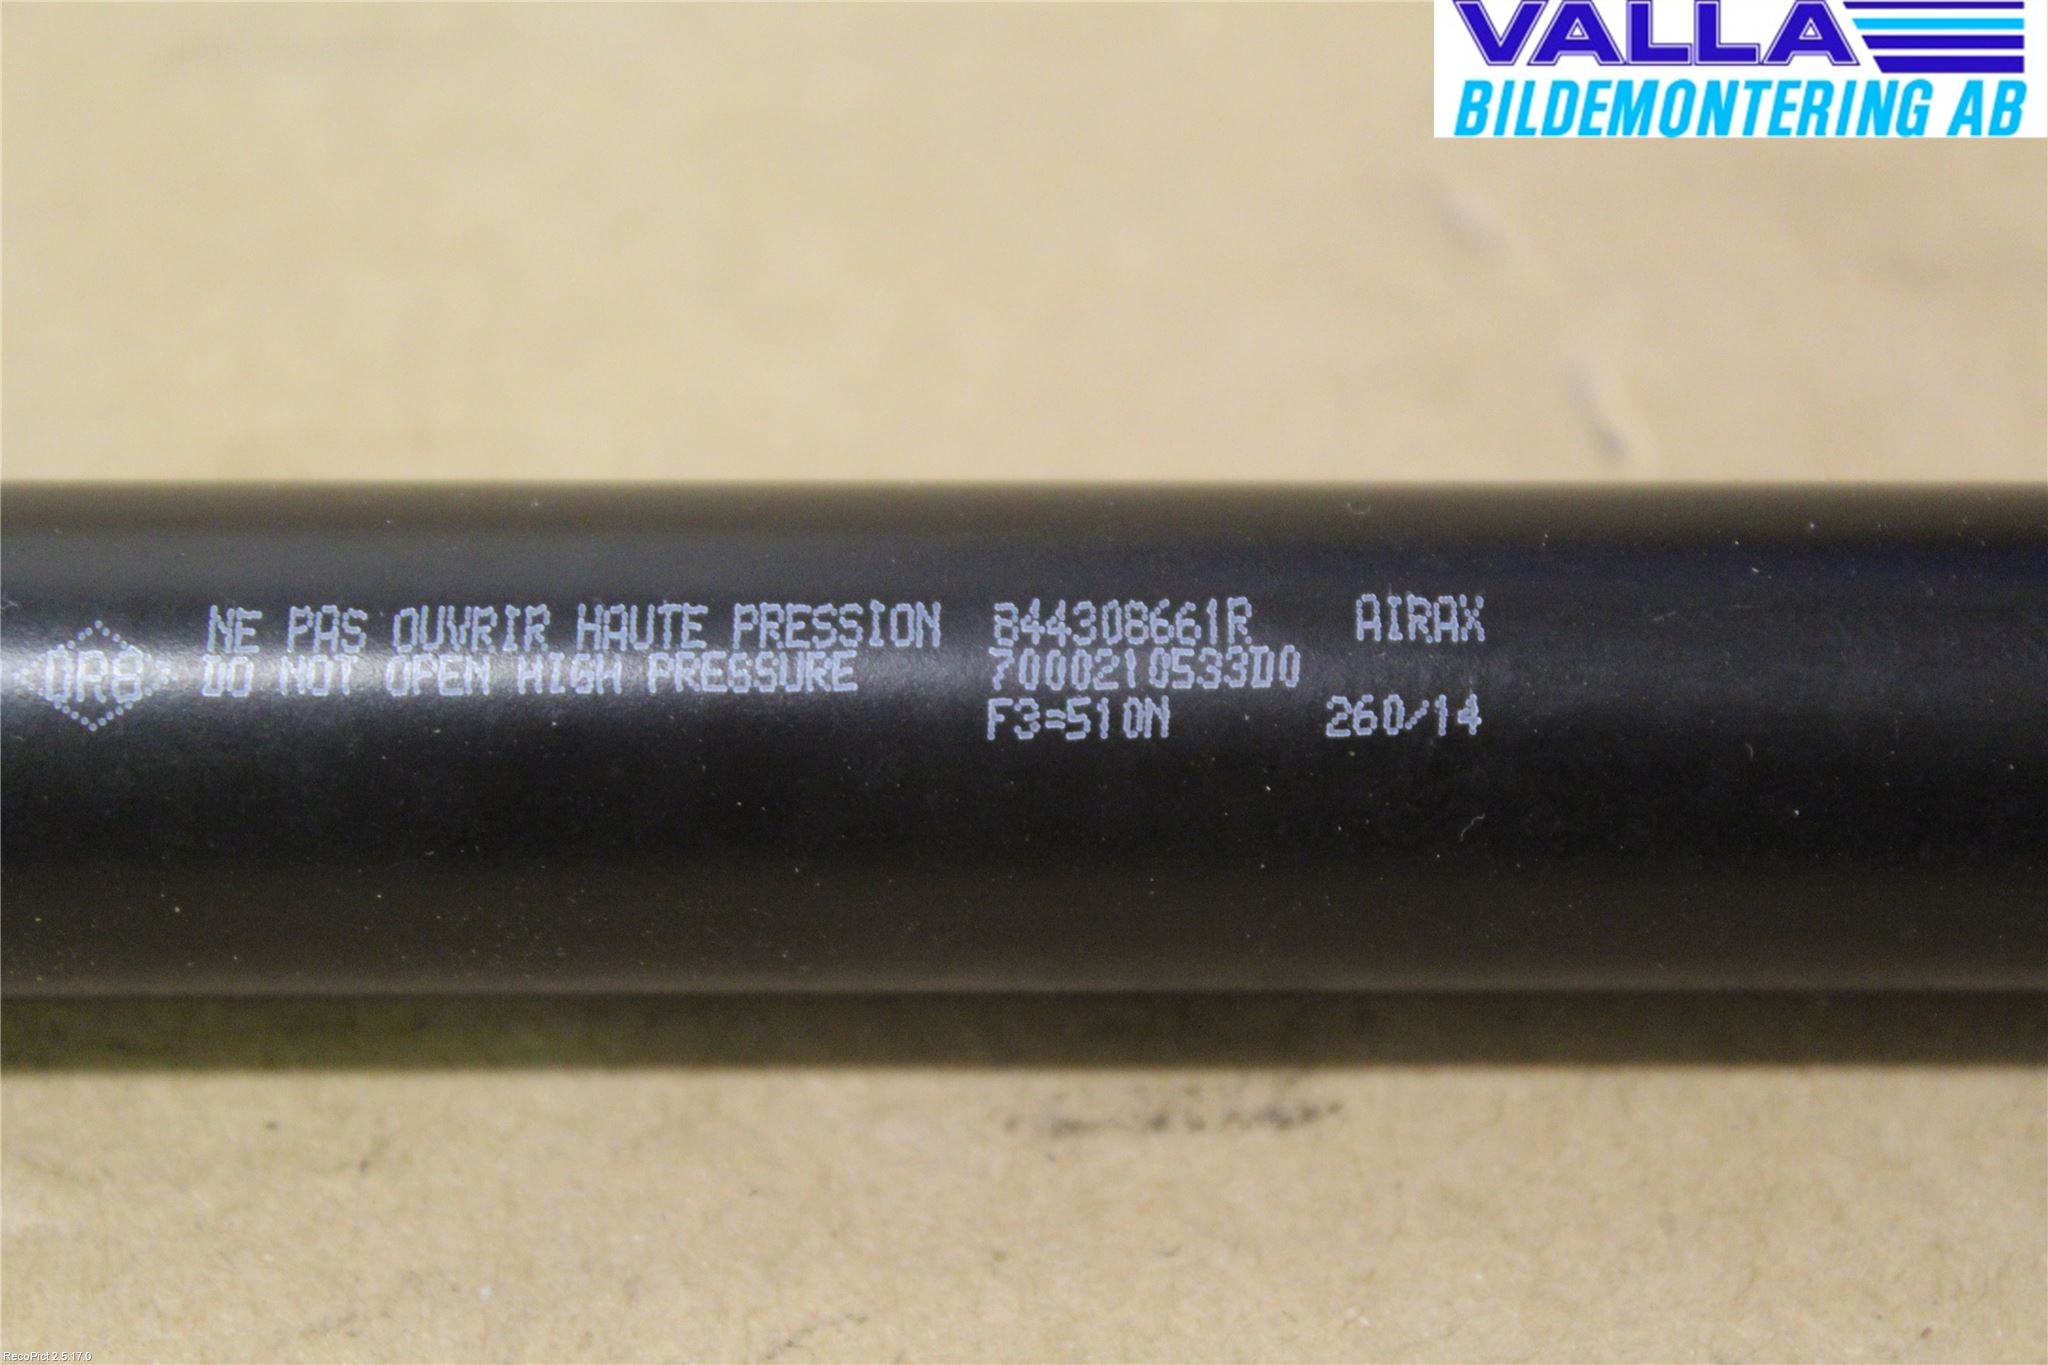 VALLA
BILDEMONTERING AB
NE PAS OUVRIR HAUTE PRESSION 844308661R AIRAX
DO NOT OPEN HIGH PRESSURE 7000210533D0
F3=510N 260/14
RecoPict 2.5.17.0